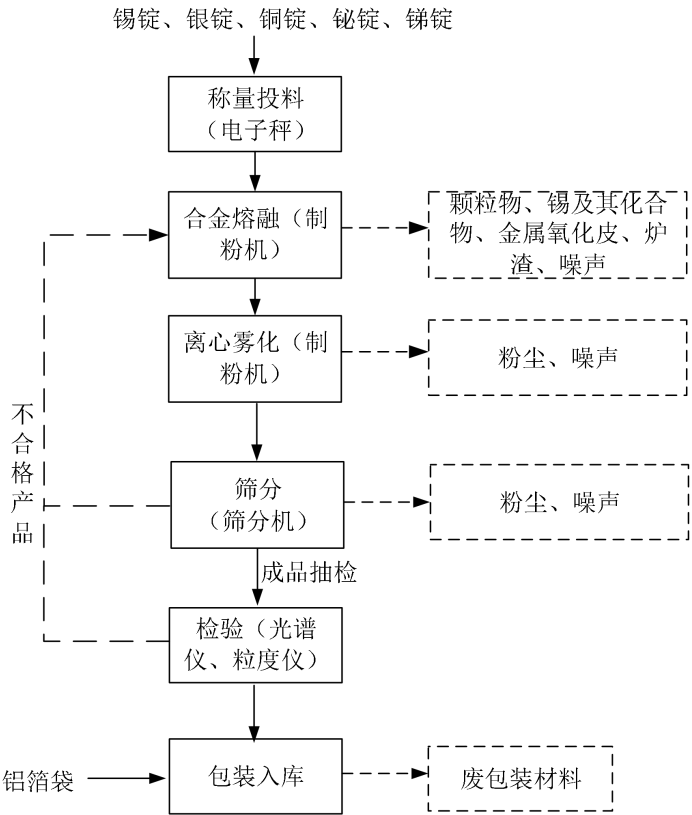 锡锭、银锭、铜锭、铋锭、锑锭
称量投料
（电子秤）
合金熔融（制
粉机）
颗粒物、锡及其化合
物、金属氧化皮、炉
渣、噪声
离心雾化（制
粉机）
粉尘、噪声
不合格产品
筛分
（筛分机）
粉尘、噪声
成品抽检
检验（光谱
仪、粒度仪）
铝箔袋
包装入库
废包装材料